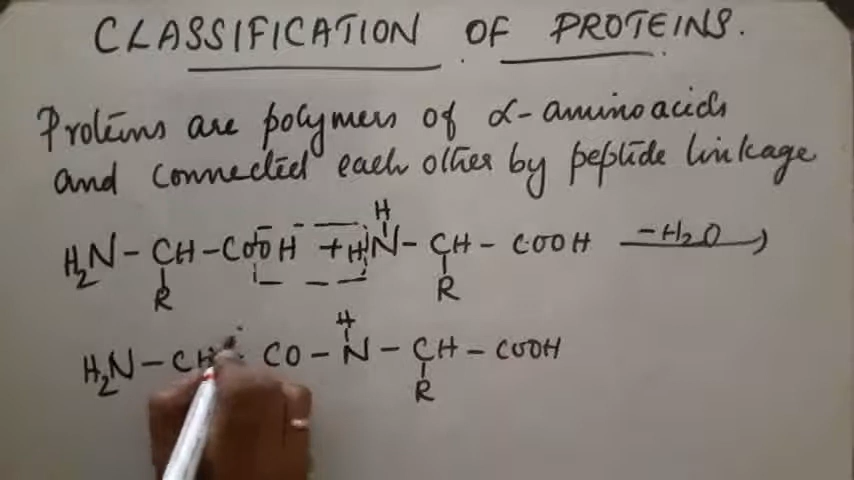 CLASSIFICATION OF PROTEINS.
Proteins are polymers of α-aminoacids
and connected each other by peptide linkage
H
H₂N - CH - COOH + HN - CH - COOH -H₂O
R R
H
H₂N - CH CO - N - CH - COOH
R